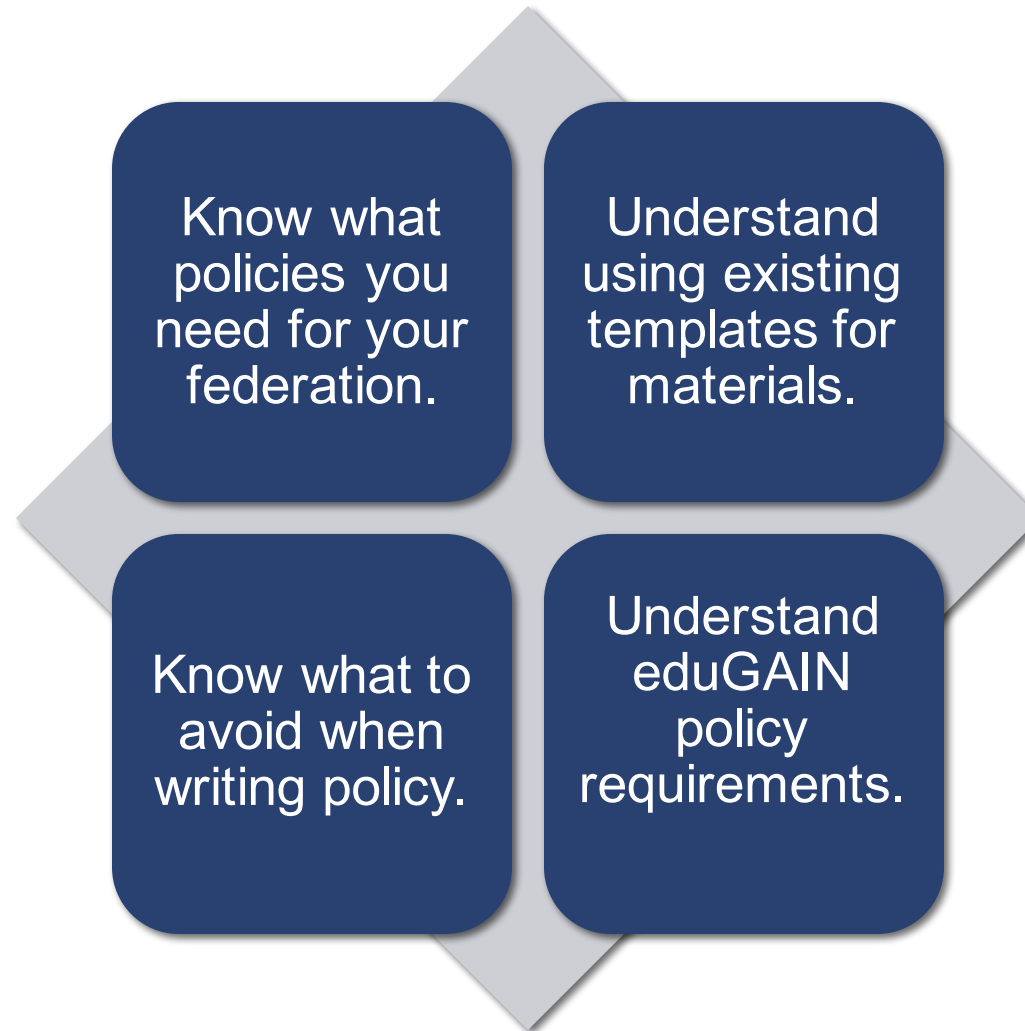 Know what
policies you
need for your
federation.
Understand
using existing
templates for
materials.
Know what to
avoid when
writing policy.
Understand
eduGAIN
policy
requirements.